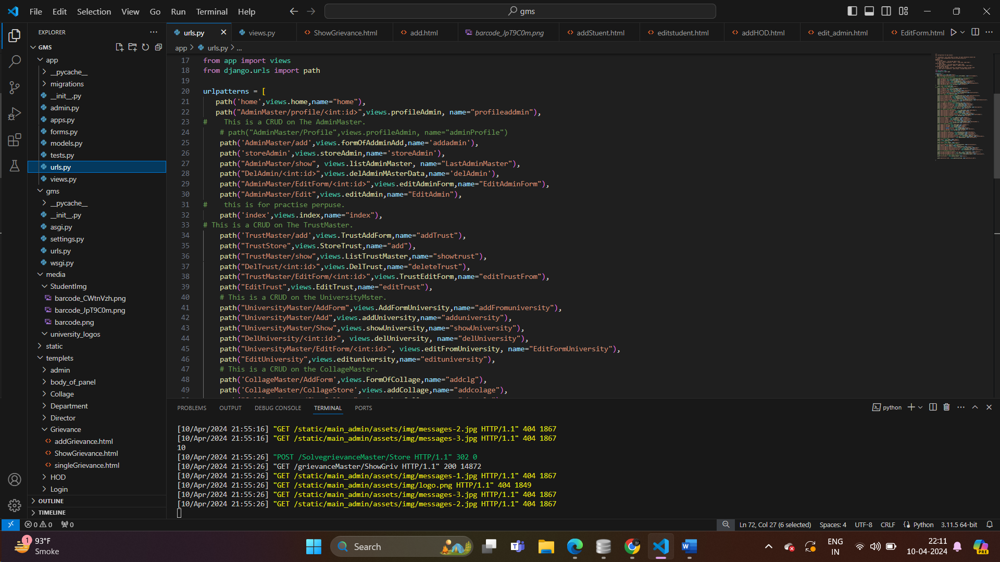 File Edit Selection View Go Run Terminal Help
gms
EXPLORER
GMS
app
__pycache__
migrations
__init__.py
admin.py
apps.py
forms.py
models.py
tests.py
urls.py
views.py
gms
__pycache__
__init__.py
asgi.py
settings.py
urls.py
wsgi.py
media
StudentImg
barcode_CWtnVzh.png
barcode_JpT9C0m.png
barcode.png
university_logos
static
templets
admin
body_of_panel
Collage
Department
Director
Grievance
addGrievance.html
ShowGrievance.html
singleGrievance.html
HOD
Login
OUTLINE
TIMELINE
urls.py views.py ShowGrievance.html add.html barcode_JpT9C0m.png addStuent.html editstudent.html addHOD.html edit_admin.html EditForm.html
app > urls.py > ...
17 from app import views
18 from django.urls import path
19
20 urlpatterns = [
21 path('home',views.home,name="home"),
22 path("AdminMaster/profile/<int:id>",views.profileAdmin, name="profileaddmin"),
23 #    This is a CRUD on The AdminMaster.
24 # path("AdminMaster/Profile",views.profileAdmin, name="adminProfile")
25 path('AdminMaster/add',views.formOfAddminAdd,name='addadmin'),
26 path('storeAdmin',views.storeAdmin,name='storeAdmin'),
27 path("AdminMaster/show", views.listAdminMaster, name="LastAdminMaster"),
28 path("DelAdmin/<int:id>",views.delAdminMAsterData,name='delAdmin'),
29 path("AdminMaster/EditForm/<int:id>",views.editAdminForm,name="EditAdminForm"),
30 path("AdminMaster/Edit",views.editAdmin,name="EditAdmin"),
31 #    this is for practise perpuse.
32 path('index',views.index,name="index"),
33 # This is a CRUD on The TrustMaster.
34 path('TrustMaster/add',views.TrustAddForm,name="addTrust"),
35 path("TrustStore",views.StoreTrust,name="add"),
36 path("TrustMaster/show",views.ListTrustMaster,name="showtrust"),
37 path("DelTrust/<int:id>",views.DelTrust,name="deleteTrust"),
38 path("TrustMaster/EditForm/<int:id>",views.TrustEditForm,name="editTrustFrom"),
39 path("EditTrust",views.EditTrust,name="editTrust"),
40 # This is a CRUD on the UniversityMster.
41 path("UniversityMaster/AddForm",views.AddFormUniversity,name="addFromuniversity"),
42 path("UniversityMaster/Add",views.addUniversity,name="adduniversity"),
43 path("UniversityMaster/Show",views.showUniversity,name="showUniversity"),
44 path("DelUniversity/<int:id>", views.delUniversity, name="delUniversity"),
45 path("UniversityMaster/EditForm/<int:id>", views.editFromUniversity, name="EditFormUniversity"),
46 path("EditUniversity",views.edituniversity,name="edituniversity"),
47 # This is a CRUD on the CollageMaster.
48 path('CollageMaster/AddForm',views.FormOfCollage,name="addclg"),
49 path('CollageMaster/CollageStore',views.addCollage,name="addcolage"),
PROBLEMS OUTPUT DEBUG CONSOLE TERMINAL PORTS
python
[10/Apr/2024 21:55:16] "GET /static/main_admin/assets/img/messages-2.jpg HTTP/1.1" 404 1867
[10/Apr/2024 21:55:16] "GET /static/main_admin/assets/img/messages-3.jpg HTTP/1.1" 404 1867
10
[10/Apr/2024 21:55:26] "POST /SolvegrievanceMaster/Store HTTP/1.1" 302 0
[10/Apr/2024 21:55:26] "GET /grievanceMaster/ShowGriv HTTP/1.1" 200 14872
[10/Apr/2024 21:55:26] "GET /static/main_admin/assets/img/messages-1.jpg HTTP/1.1" 404 1867
[10/Apr/2024 21:55:26] "GET /static/main_admin/assets/img/logo.png HTTP/1.1" 404 1849
[10/Apr/2024 21:55:26] "GET /static/main_admin/assets/img/messages-3.jpg HTTP/1.1" 404 1867
[10/Apr/2024 21:55:26] "GET /static/main_admin/assets/img/messages-2.jpg HTTP/1.1" 404 1867
0 0 0
Ln 72, Col 27 (6 selected) Spaces: 4 UTF-8 CRLF Python 3.11.5 64-bit
1
93°F
Smoke
Search
ENG
IN
22:11
10-04-2024
PRE